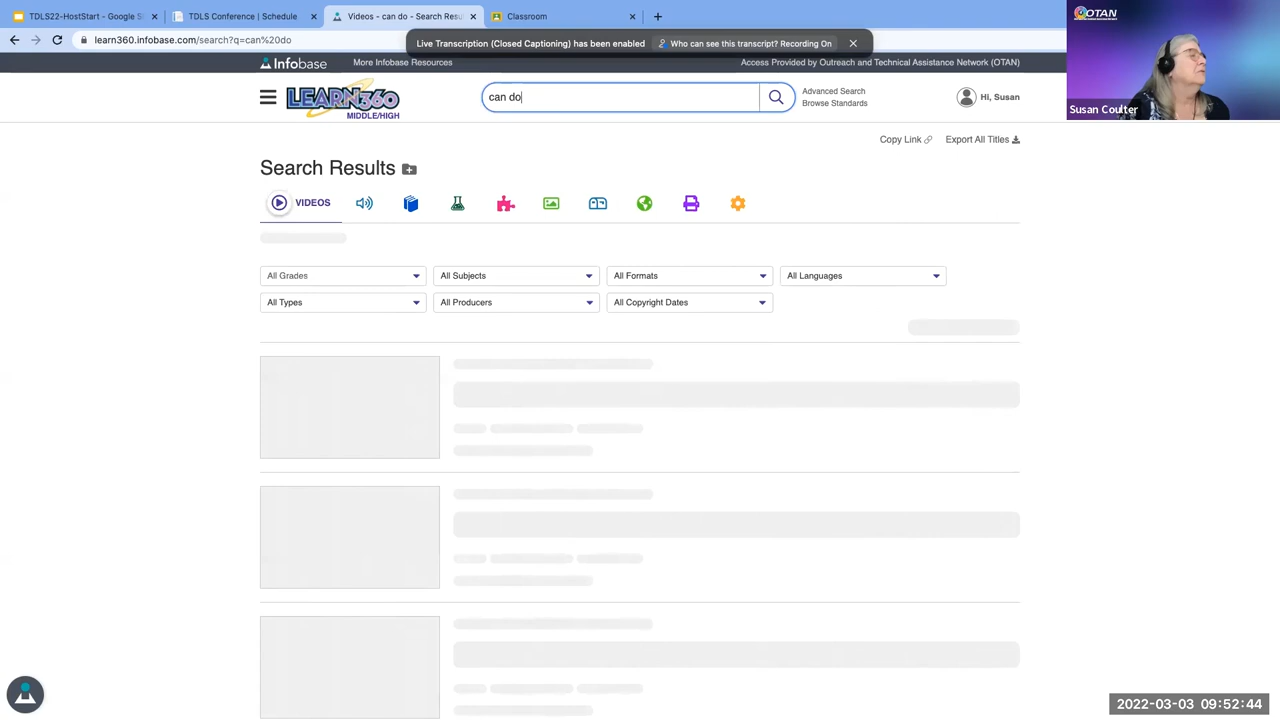 TDLS22-HostStart - Google Sl
TDLS Conference | Schedule
Videos - can do - Search Resu
Classroom
learn360.infobase.com/search?q=can%20do
Live Transcription (Closed Captioning) has been enabled
Who can see this transcript? Recording On
OTAN
Infobase
More Infobase Resources
Access Provided by Outreach and Technical Assistance Network (OTAN)
LEARN360
MIDDLE/HIGH
can do
Advanced Search
Browse Standards
Hi, Susan
Susan Coulter
Copy Link
Export All Titles
Search Results
VIDEOS
All Grades
All Subjects
All Formats
All Languages
All Types
All Producers
All Copyright Dates
2022-03-03 09:52:44